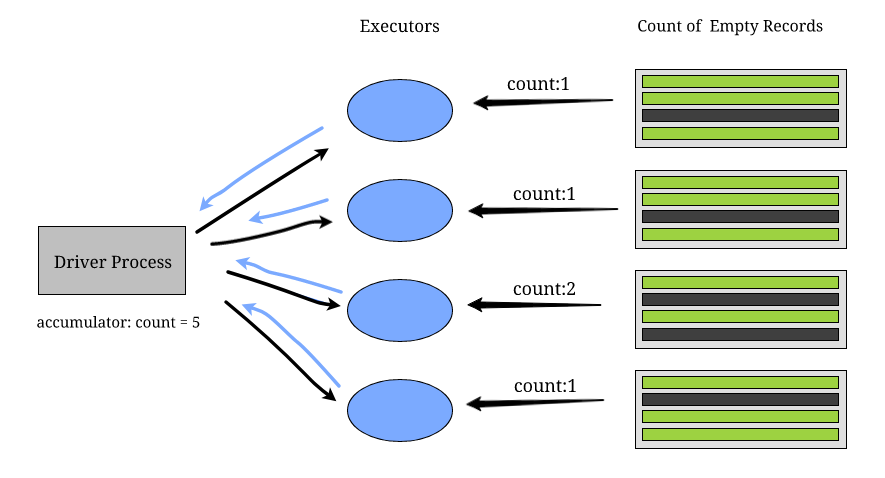 Executors
Count of Empty Records
count:1
count:1
Driver Process
count:2
accumulator: count = 5
count:1